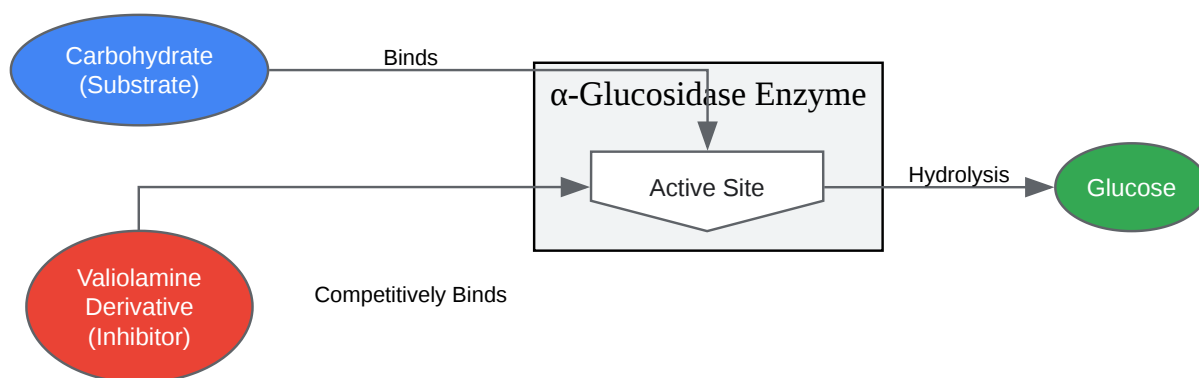 Carbohydrate
(Substrate)
Binds
α-Glucosidase Enzyme
Active Site
Hydrolysis
Glucose
Valiolamine
Derivative
(Inhibitor)
Competitively Binds